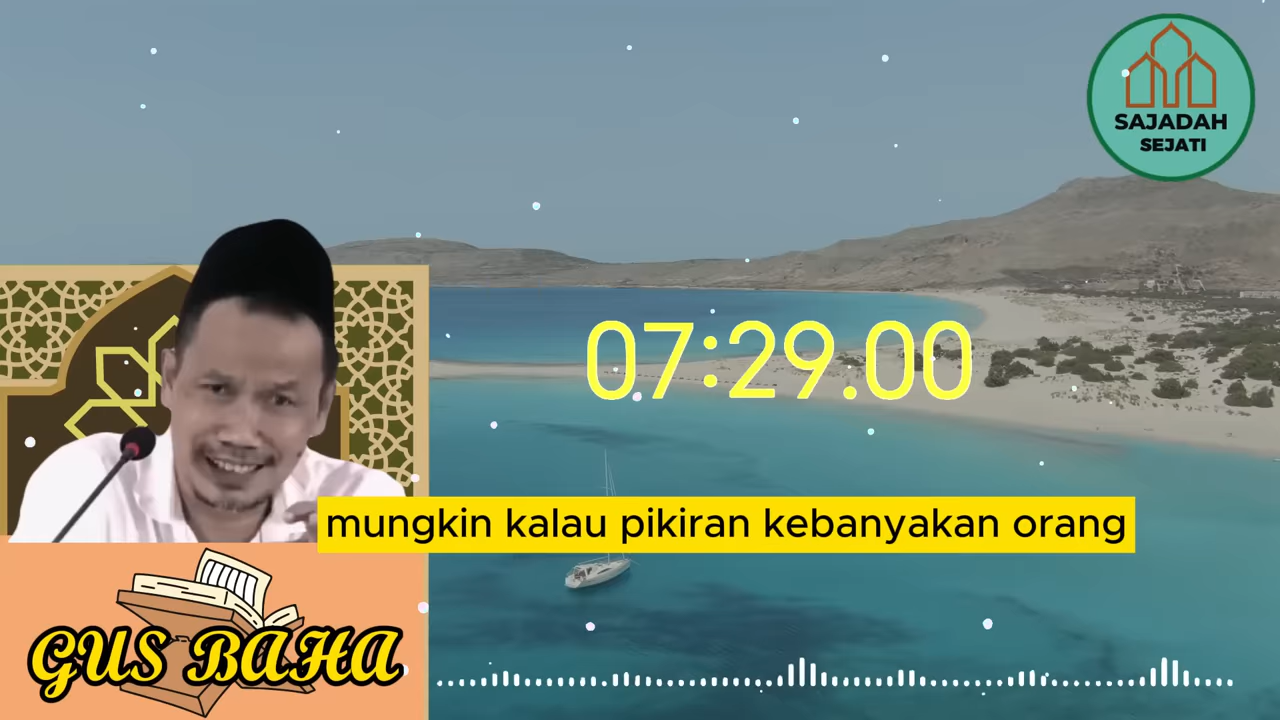 SAJADAH
SEJATI
07:29.00
mungkin kalau pikiran kebanyakan orang
GUS BAHA